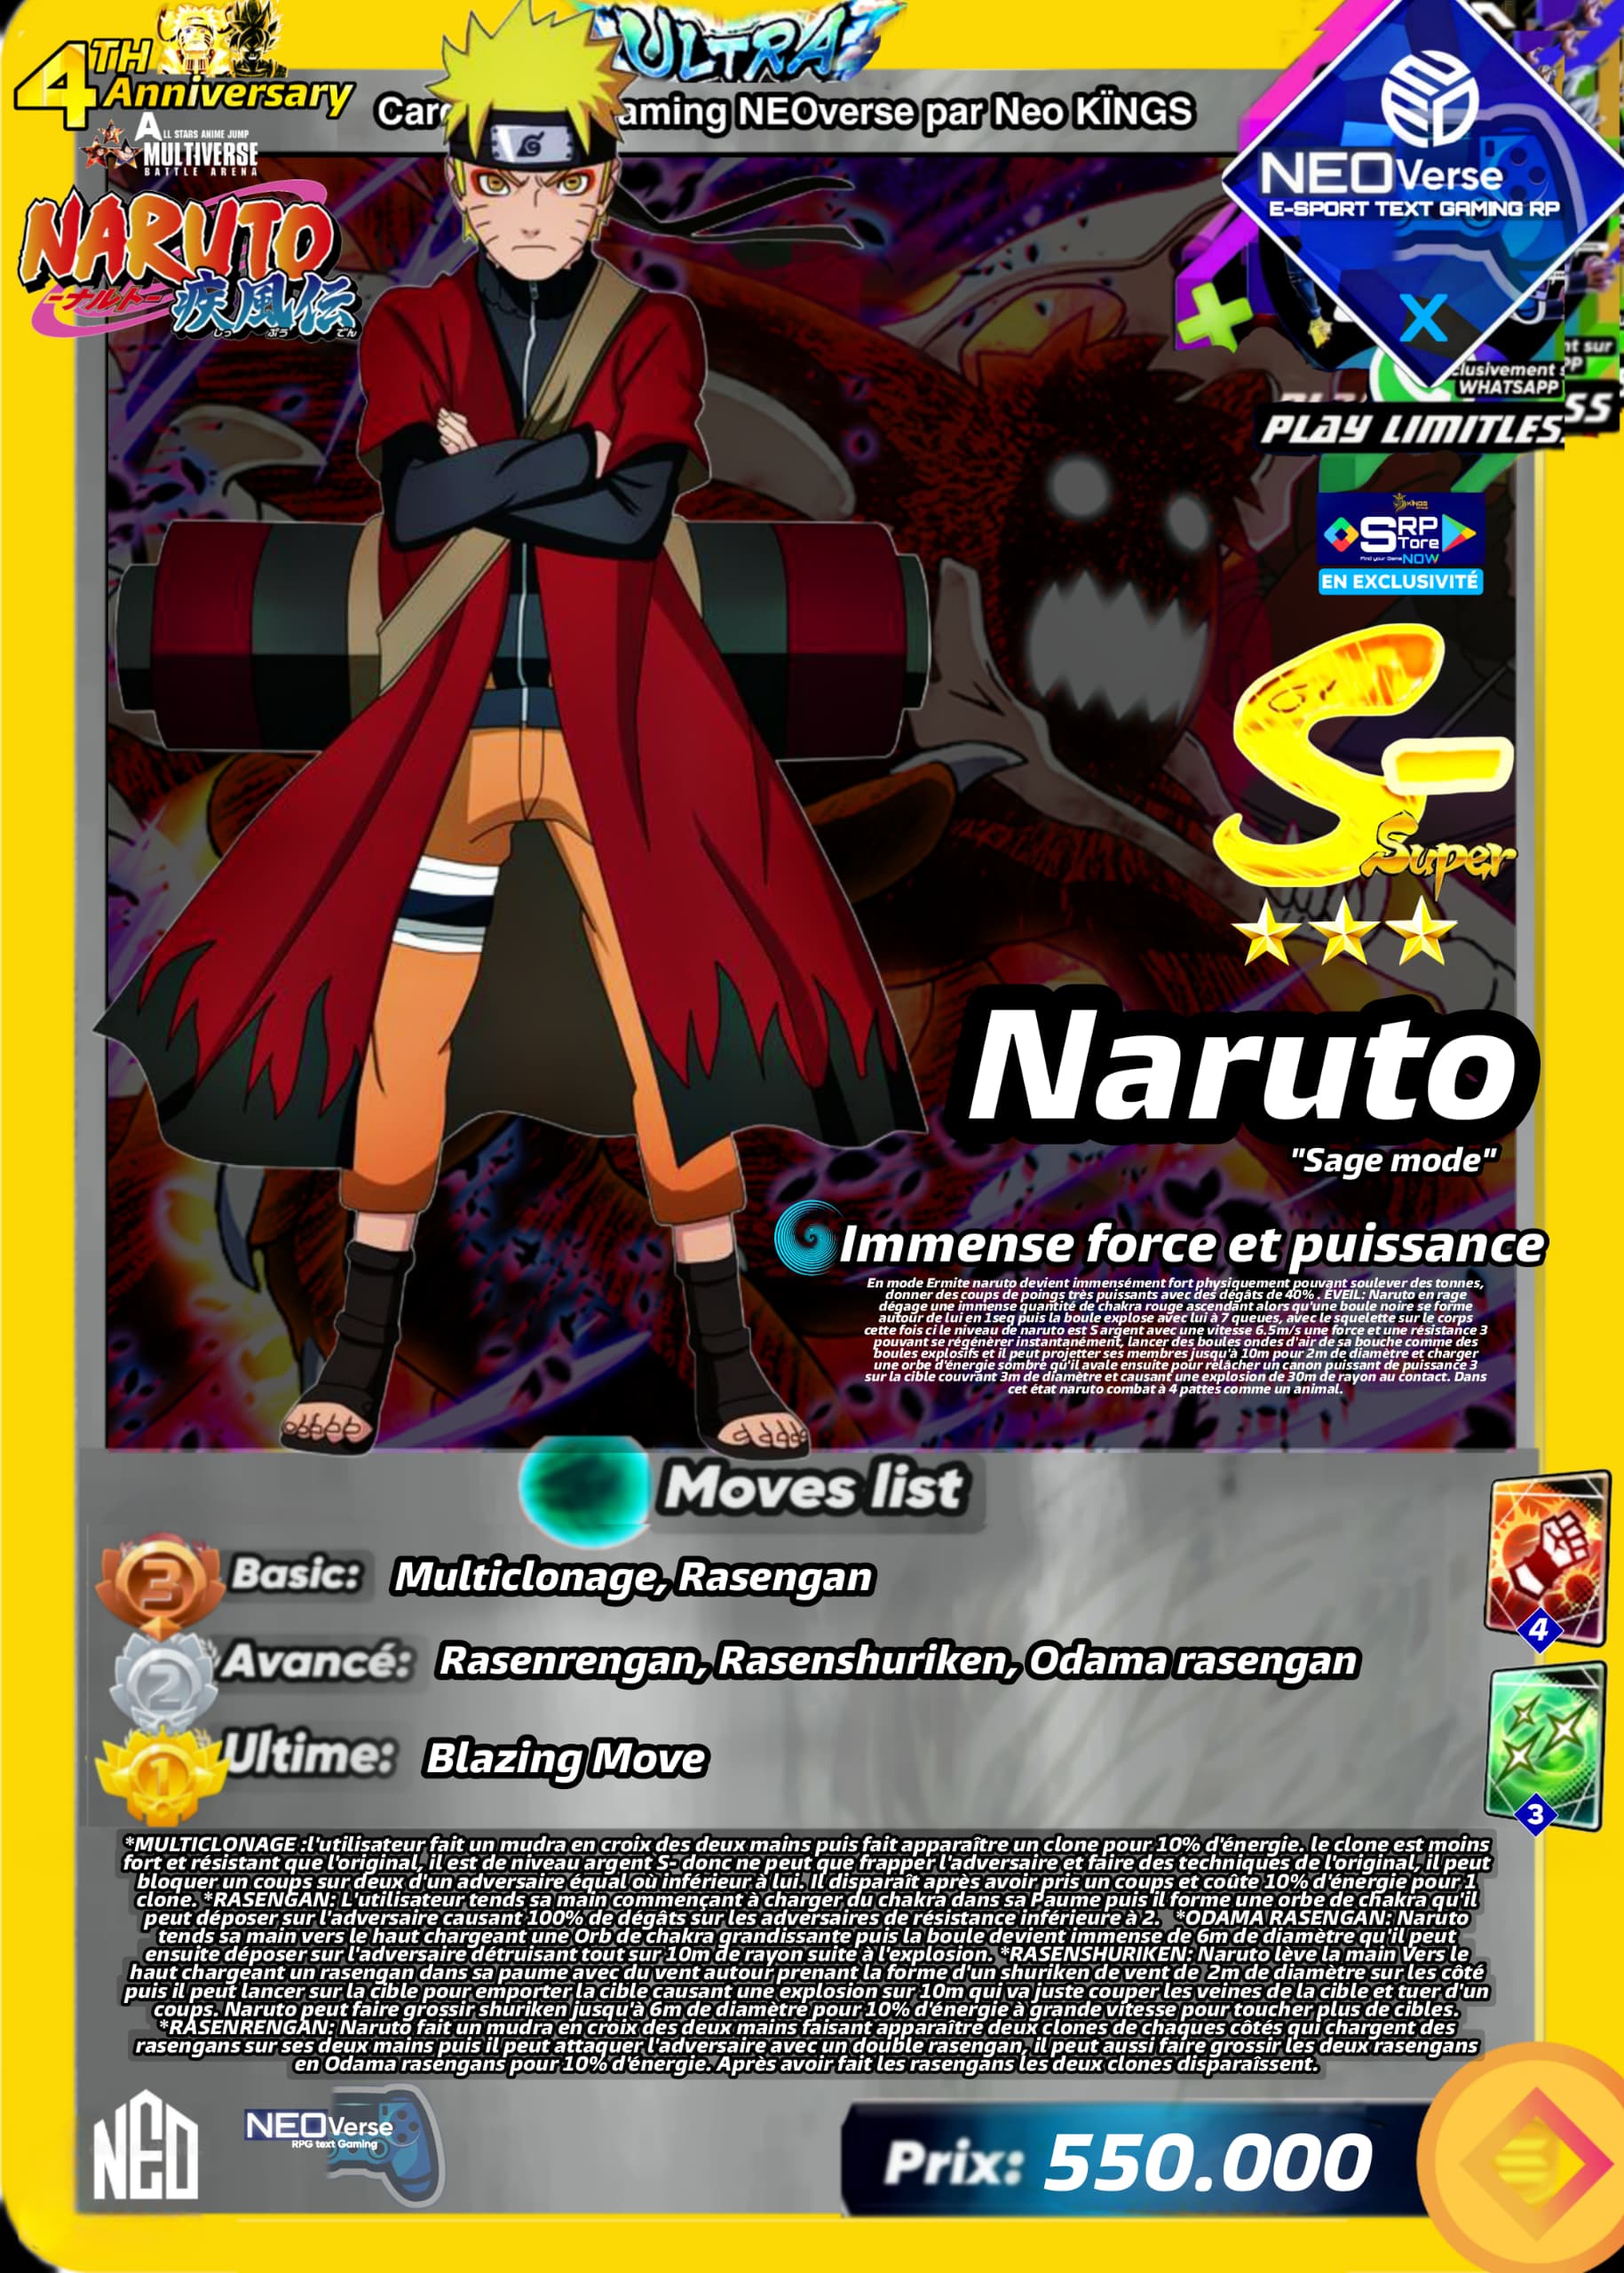 4TH
Anniversary
ULTRA
Car
aming NEOverse par Neo KÏNGS
ALL STARS ANIME JUMP
MULTIVERSE
BATTLE ARENA
NARUTO
-ナルト-
疾風伝
しっ ぷう でん
NEOVerse
E-SPORT TEXT GAMING RP
X
nt sur
PP
clusivement s
WHATSAPP
SS
PLAY LIMITLES
KINGS
SRP
Tore
Find your Game NOW
EN EXCLUSIVITÉ
S-
Super
Naruto
"Sage mode"
Immense force et puissance
En mode Ermite naruto devient immensément fort physiquement pouvant soulever des tonnes,
donner des coups de poings très puissants avec des dégâts de 40% . ÉVEIL: Naruto en rage
dégage une immense quantité de chakra rouge ascendant alors qu'une boule noire se forme
autour de lui en 1seq puis la boule explose avec lui à 7 queues, avec le squelette sur le corps
cette fois ci le niveau de naruto est S argent avec une vitesse 6.5m/s une force et une résistance 3
pouvant se régénèrer instantanément, lancer des boules ondes d'air de sa bouche comme des
boules explosifs et il peut projetter ses membres jusqu'à 10m pour 2m de diamètre et charger
une orbe d'énergie sombre qu'il avale ensuite pour relâcher un canon puissant de puissance 3
sur la cible couvrant 3m de diamètre et causant une explosion de 30m de rayon au contact. Dans
cet état naruto combat à 4 pattes comme un animal.
Moves list
3 Basic: Multiclonage, Rasengan
4
2 Avancé: Rasenrengan, Rasenshuriken, Odama rasengan
1 Ultime: Blazing Move
3
*MULTICLONAGE :l'utilisateur fait un mudra en croix des deux mains puis fait apparaître un clone pour 10% d'énergie. le clone est moins
fort et résistant que l'original, il est de niveau argent S- donc ne peut que frapper l'adversaire et faire des techniques de l'original, il peut
bloquer un coups sur deux d'un adversaire équal où inférieur à lui. Il disparaît après avoir pris un coups et coûte 10% d'énergie pour 1
clone. *RASENGAN: L'utilisateur tends sa main commençant à charger du chakra dans sa Paume puis il forme une orbe de chakra qu'il
peut déposer sur l'adversaire causant 100% de dégâts sur les adversaires de résistance inférieure à 2. *ODAMA RASENGAN: Naruto
tends sa main vers le haut chargeant une Orb de chakra grandissante puis la boule devient immense de 6m de diamètre qu'il peut
ensuite déposer sur l'adversaire détruisant tout sur 10m de rayon suite à l'explosion. *RASENSHURIKEN: Naruto lève la main Vers le
haut chargeant un rasengan dans sa paume avec du vent autour prenant la forme d'un shuriken de vent de 2m de diamètre sur les côté
puis il peut lancer sur la cible pour emporter la cible causant une explosion sur 10m qui va juste couper les veines de la cible et tuer d'un
coups. Naruto peut faire grossir shuriken jusqu'à 6m de diamètre pour 10% d'énergie à grande vitesse pour toucher plus de cibles.
*RASENRENGAN: Naruto fait un mudra en croix des deux mains faisant apparaître deux clones de chaques côtés qui chargent des
rasengans sur ses deux mains puis il peut attaquer l'adversaire avec un double rasengan, il peut aussi faire grossir les deux rasengans
en Odama rasengans pour 10% d'énergie. Après avoir fait les rasengans les deux clones disparaîssent.
NEO
NEOVerse
RPG text Gaming
Prix: 550.000